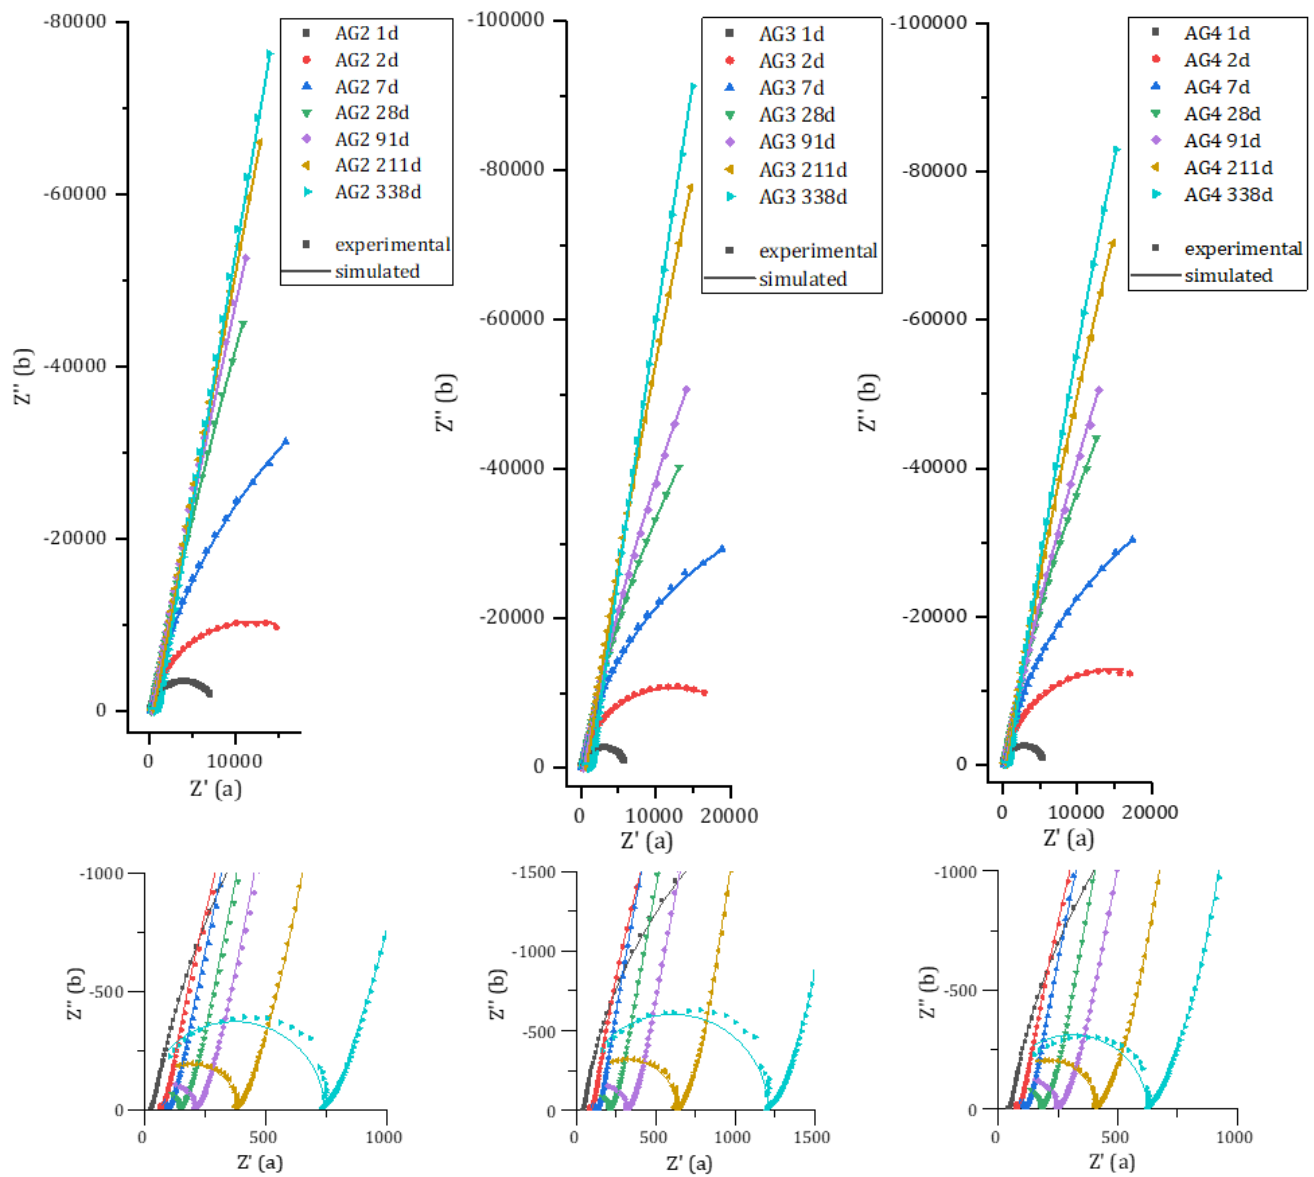 -80000
-60000
-40000
-20000
0
Z'' (b)
0
10000
Z' (a)
AG2 1d
AG2 2d
AG2 7d
AG2 28d
AG2 91d
AG2 211d
AG2 338d
experimental
simulated
-100000
-80000
-60000
-40000
-20000
0
Z'' (b)
0
10000
20000
Z' (a)
AG3 1d
AG3 2d
AG3 7d
AG3 28d
AG3 91d
AG3 211d
AG3 338d
experimental
simulated
-100000
-80000
-60000
-40000
-20000
0
Z'' (b)
0
10000
20000
Z' (a)
AG4 1d
AG4 2d
AG4 7d
AG4 28d
AG4 91d
AG4 211d
AG4 338d
experimental
simulated
-1000
-500
0
Z'' (b)
0
500
1000
Z' (a)
-1500
-1000
-500
0
Z'' (b)
0
500
1000
1500
Z' (a)
-1000
-500
0
Z'' (b)
0
500
1000
Z' (a)